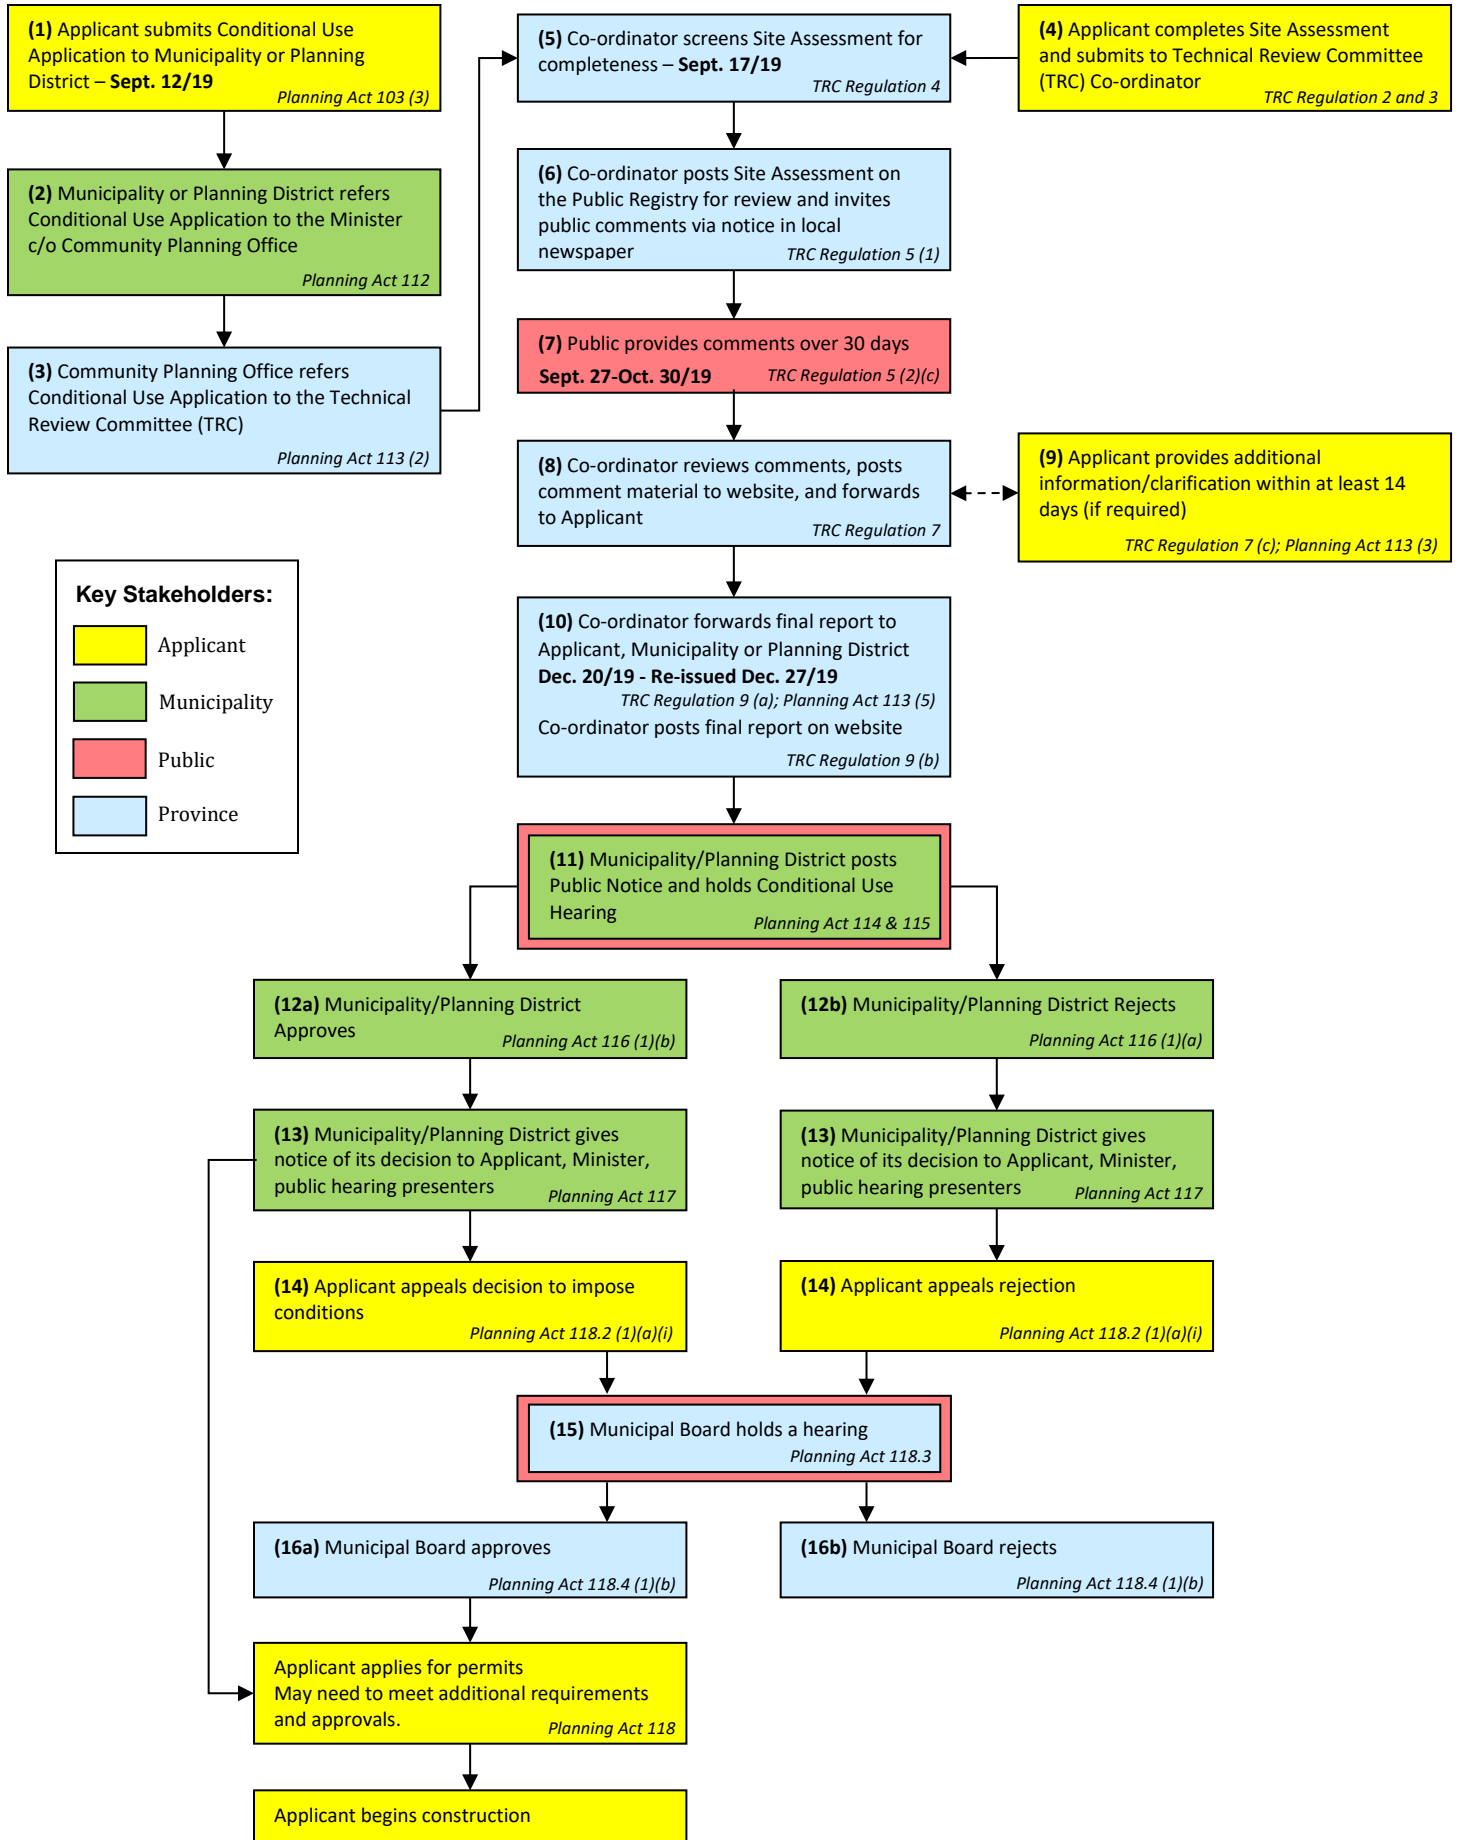 (1) Applicant submits Conditional Use
Application to Municipality or Planning
District – Sept. 12/19
Planning Act 103 (3)
(2) Municipality or Planning District refers
Conditional Use Application to the Minister
c/o Community Planning Office
Planning Act 112
(3) Community Planning Office refers
Conditional Use Application to the Technical
Review Committee (TRC)
Planning Act 113 (2)
(4) Applicant completes Site Assessment
and submits to Technical Review Committee
(TRC) Co-ordinator
TRC Regulation 2 and 3
(5) Co-ordinator screens Site Assessment for
completeness – Sept. 17/19
TRC Regulation 4
(6) Co-ordinator posts Site Assessment on
the Public Registry for review and invites
public comments via notice in local
newspaper
TRC Regulation 5 (1)
(7) Public provides comments over 30 days
Sept. 27-Oct. 30/19 TRC Regulation 5 (2)(c)
(8) Co-ordinator reviews comments, posts
comment material to website, and forwards
to Applicant
TRC Regulation 7
(9) Applicant provides additional
information/clarification within at least 14
days (if required)
TRC Regulation 7 (c); Planning Act 113 (3)
Key Stakeholders:
Applicant
Municipality
Public
Province
(10) Co-ordinator forwards final report to
Applicant, Municipality or Planning District
Dec. 20/19 - Re-issued Dec. 27/19
TRC Regulation 9 (a); Planning Act 113 (5)
Co-ordinator posts final report on website
TRC Regulation 9 (b)
(11) Municipality/Planning District posts
Public Notice and holds Conditional Use
Hearing
Planning Act 114 & 115
(12a) Municipality/Planning District
Approves
Planning Act 116 (1)(b)
(12b) Municipality/Planning District Rejects
Planning Act 116 (1)(a)
(13) Municipality/Planning District gives
notice of its decision to Applicant, Minister,
public hearing presenters
Planning Act 117
(13) Municipality/Planning District gives
notice of its decision to Applicant, Minister,
public hearing presenters
Planning Act 117
(14) Applicant appeals decision to impose
conditions
Planning Act 118.2 (1)(a)(i)
(14) Applicant appeals rejection
Planning Act 118.2 (1)(a)(i)
(15) Municipal Board holds a hearing
Planning Act 118.3
(16a) Municipal Board approves
Planning Act 118.4 (1)(b)
(16b) Municipal Board rejects
Planning Act 118.4 (1)(b)
Applicant applies for permits
May need to meet additional requirements
and approvals.
Planning Act 118
Applicant begins construction